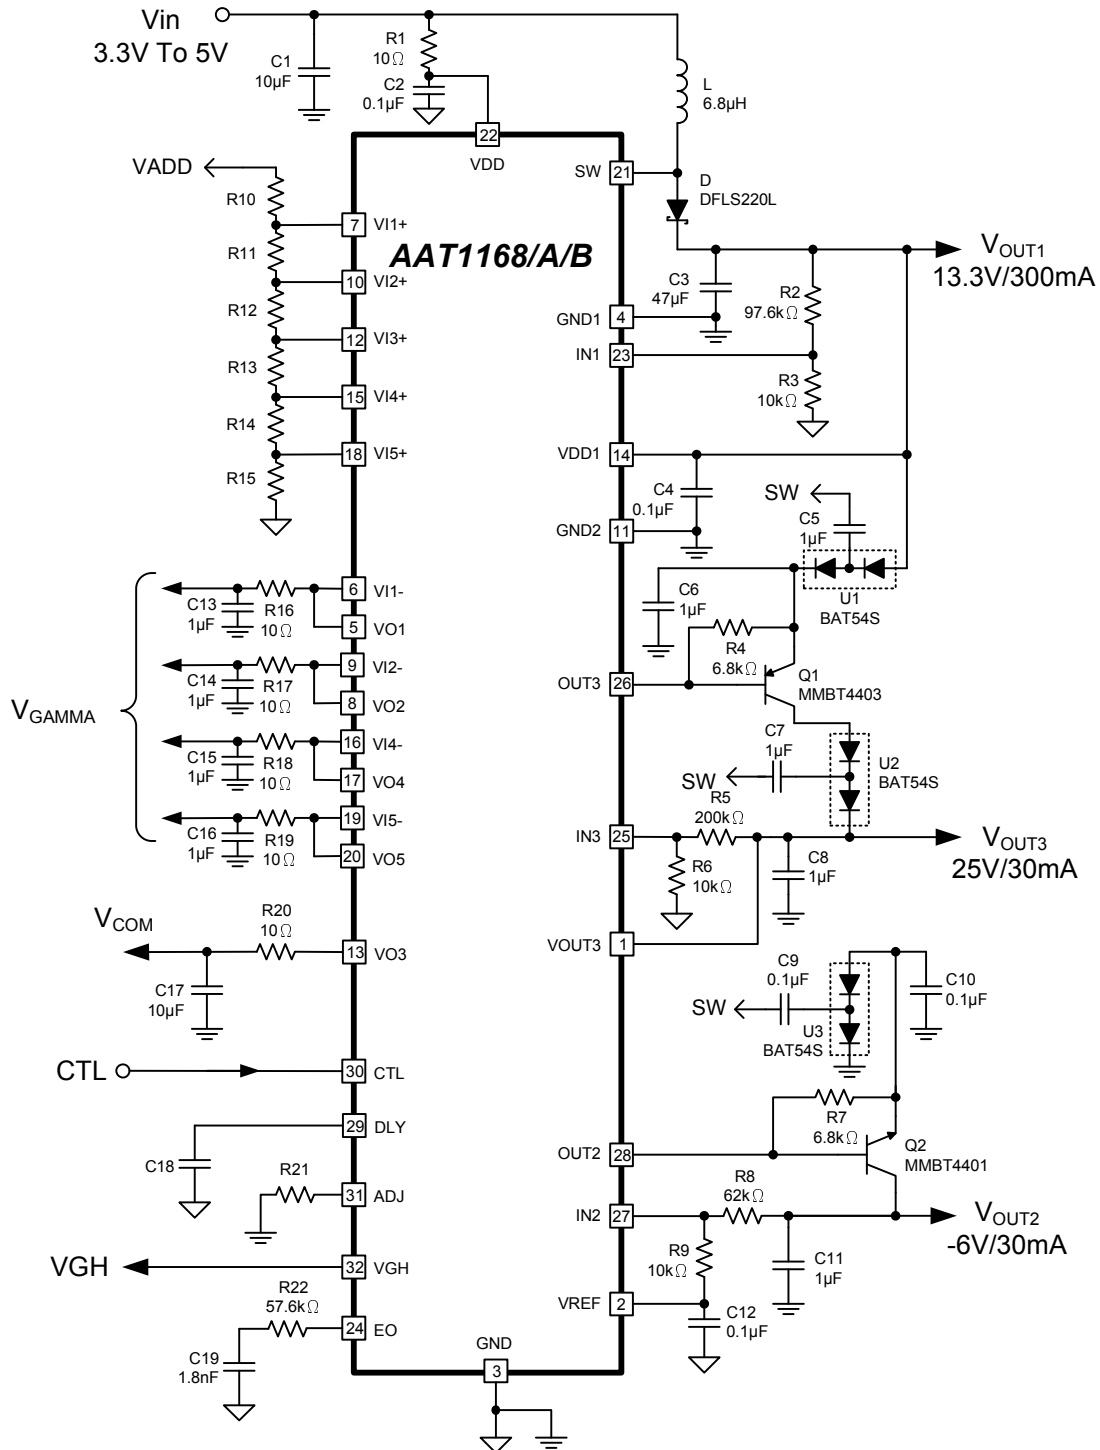 Vin
3.3V To 5V
C1
10µF
R1
10Ω
C2
0.1µF
L
6.8µH
22
VDD
VADD
SW
21
D
DFLS220L
R10
7
VI1+
AAT1168/A/B
VOUT1
13.3V/300mA
R11
10
VI2+
C3
47µF
R2
97.6kΩ
R12
GND1
4
12
VI3+
IN1
23
R13
R3
10kΩ
15
VI4+
R14
18
VI5+
VDD1
14
R15
C4
0.1µF
SW
C5
1µF
GND2
11
U1
BAT54S
C6
1µF
6
VI1-
C13
1µF
R16
10Ω
5
VO1
R4
6.8kΩ
9
VI2-
C14
1µF
R17
10Ω
8
VO2
OUT3
26
Q1
MMBT4403
VGAMMA
16
VI4-
C15
1µF
R18
10Ω
17
VO4
C7
1µF
SW
U2
BAT54S
R5
200kΩ
19
VI5-
C16
1µF
R19
10Ω
20
VO5
IN3
25
R6
10kΩ
C8
1µF
VOUT3
25V/30mA
VCOM
R20
10Ω
13
VO3
VOUT3
1
C17
10µF
C9
0.1µF
SW
U3
BAT54S
C10
0.1µF
CTL
30
CTL
29
DLY
C18
R7
6.8kΩ
OUT2
28
Q2
MMBT4401
R21
31
ADJ
R8
62kΩ
IN2
27
VOUT2
-6V/30mA
VGH
32
VGH
R9
10kΩ
C11
1µF
R22
57.6kΩ
24
EO
VREF
2
C12
0.1µF
C19
1.8nF
GND
3